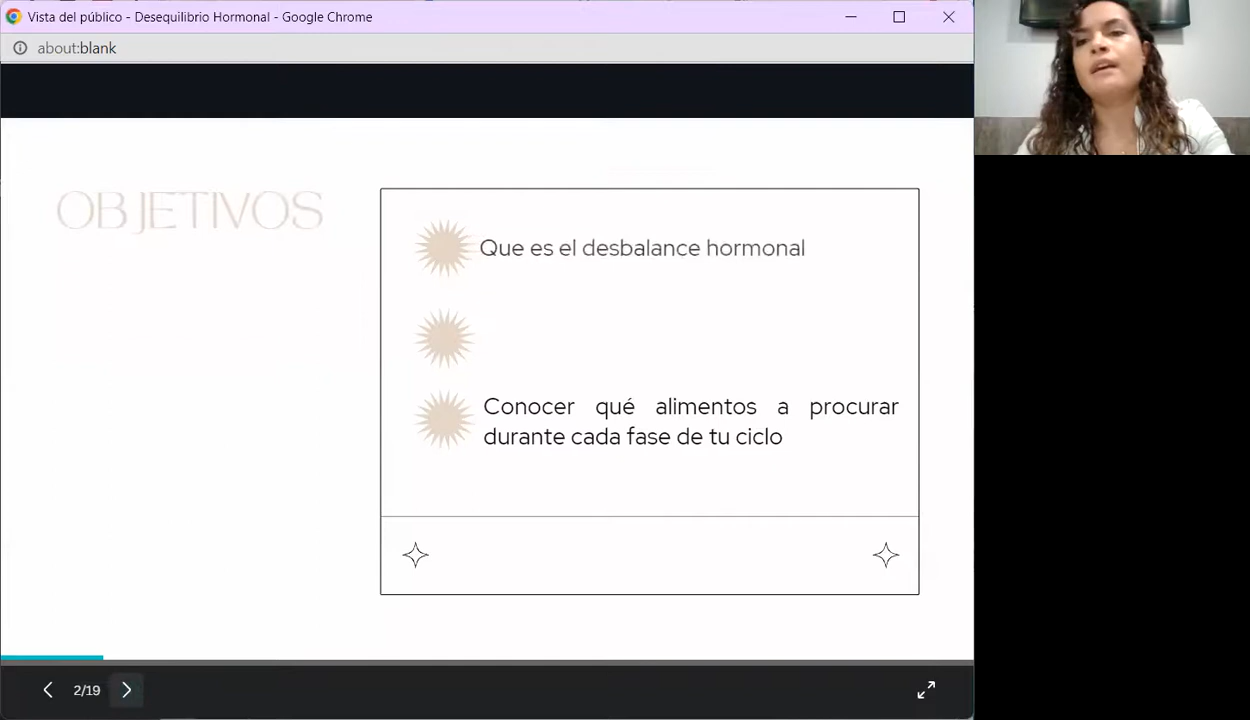 Vista del público - Desequilibrio Hormonal - Google Chrome
about:blank
OBJETIVOS
Que es el desbalance hormonal
Conocer qué alimentos a procurar
durante cada fase de tu ciclo
2/19